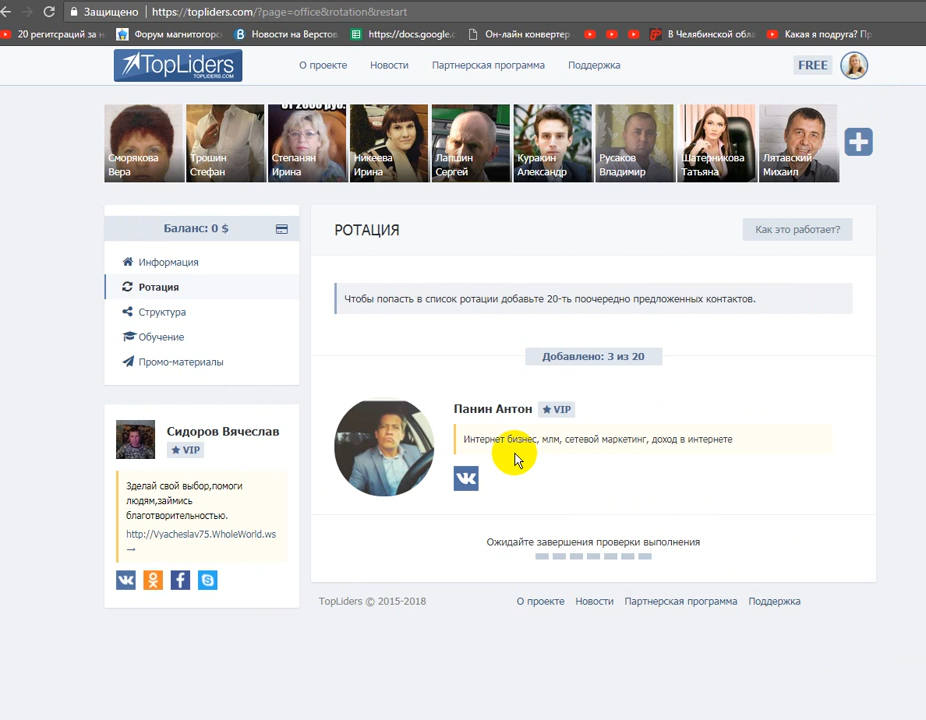 Защищено https://topliders.com/?page=office&rotation&restart
20 регитсраций за н
Форум магнитогорс
Новости на Верстов
https://docs.google.c
Он-лайн конвертер
В Челябинской обла
Какая я подруга? Пр
TopLiders
TOPLIDERS.COM
О проекте
Новости
Партнерская программа
Поддержка
FREE
от 2000 руб.
Сморякова
Вера
Трошин
Стефан
Степанян
Ирина
Никеева
Ирина
Лапшин
Сергей
Куракин
Александр
Русаков
Владимир
Шатерникова
Татьяна
Лятавский
Михаил
Баланс: 0 $
Информация
Ротация
Структура
Обучение
Промо-материалы
РОТАЦИЯ
Как это работает?
Чтобы попасть в список ротации добавьте 20-ть поочередно предложенных контактов.
Добавлено: 3 из 20
Панин Антон
VIP
Интернет бизнес, млм, сетевой маркетинг, доход в интернете
Ожидайте завершения проверки выполнения
Сидоров Вячеслав
VIP
Зделай свой выбор,помоги
людям,займись
благотворительностью.
http://Vyacheslav75.WholeWorld.ws
→
TopLiders © 2015-2018
О проекте
Новости
Партнерская программа
Поддержка